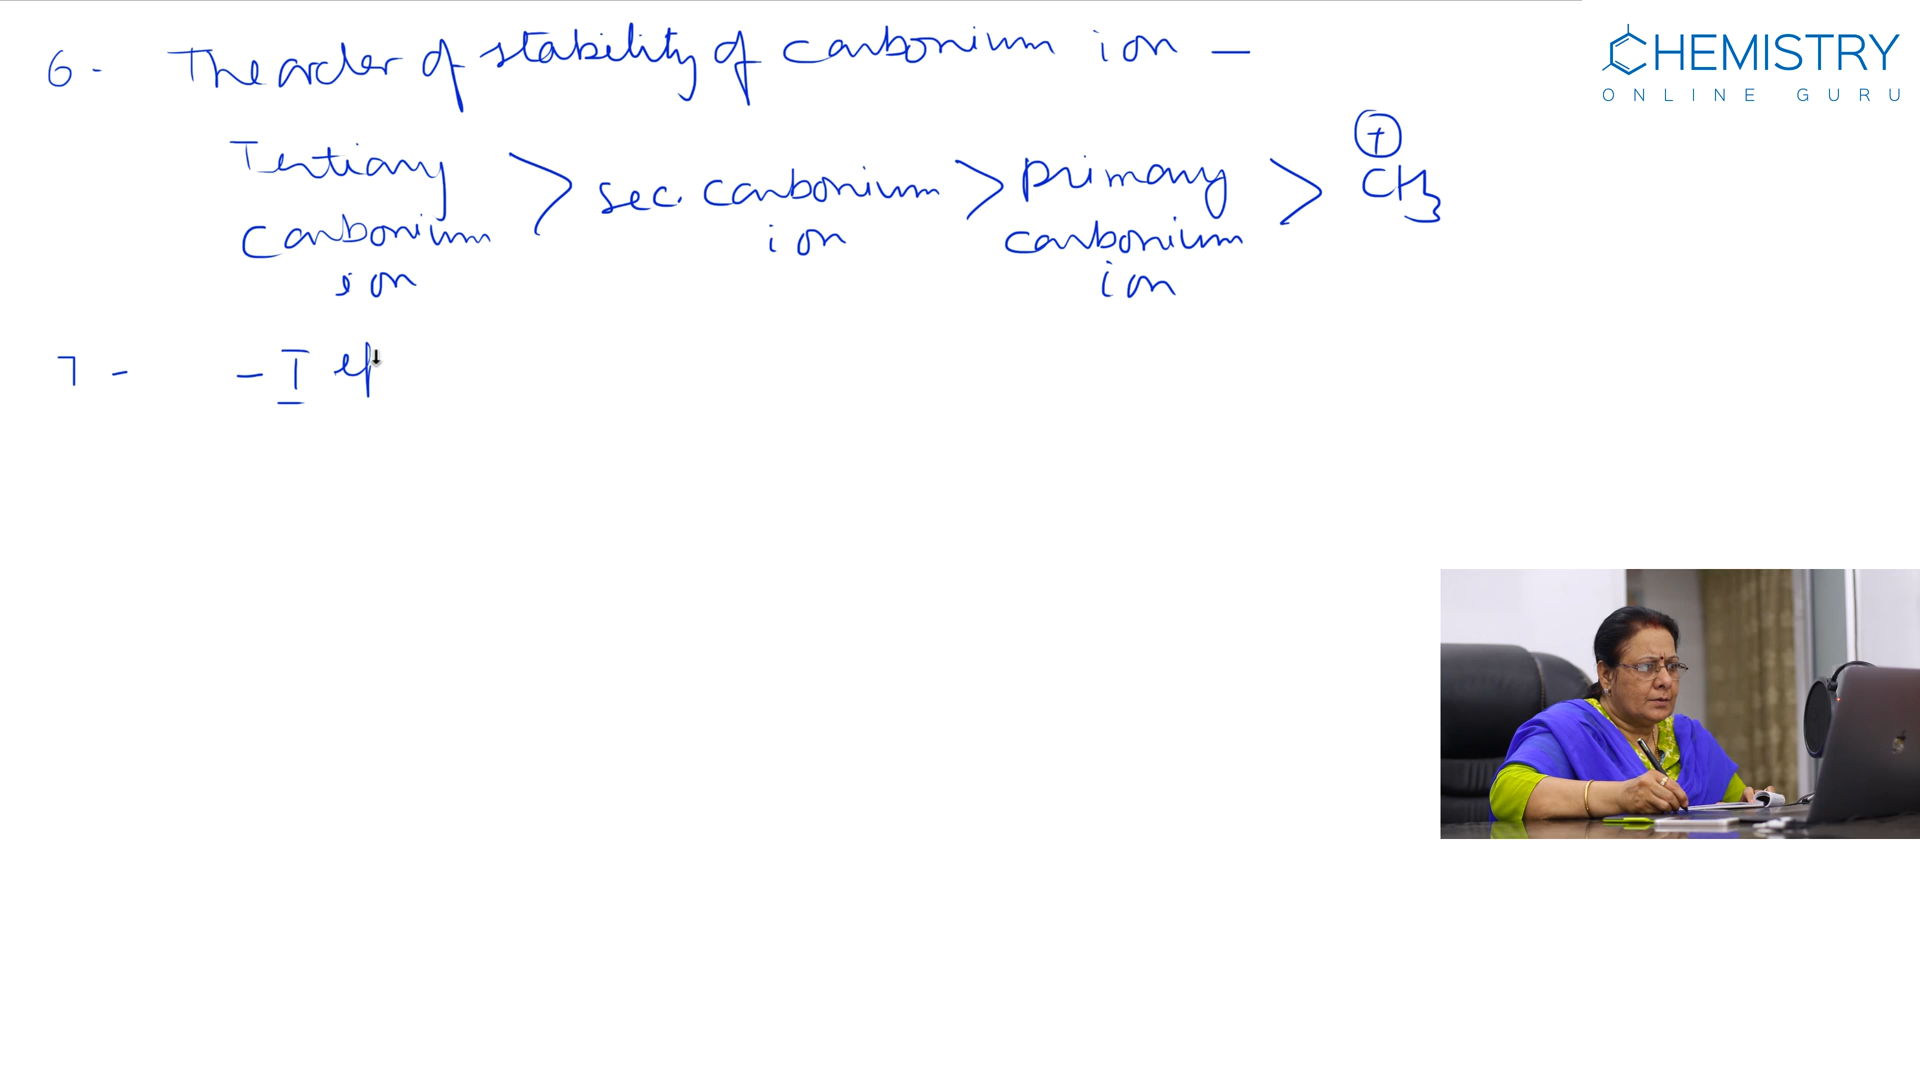 6 - The order of stability of carbonium ion —
Tertiary carbonium ion > sec. carbonium ion > primary carbonium ion > ⊕CH3
7 - - I ef
CHEMISTRY
ONLINE GURU